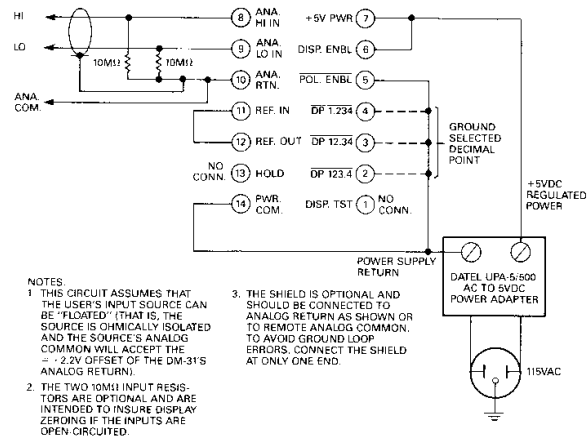 HI
LO
ANA.
COM.
10MΩ
10MΩ
8 ANA.
HI IN
9 ANA.
LO IN
10 ANA.
RTN.
11 REF. IN
12 REF. OUT
NO
CONN.
13 HOLD
14 PWR.
COM.
+5V PWR 7
DISP. ENBL 6
POL. ENBL 5
DP 1.234 4
DP 12.34 3
DP 123.4 2
DISP. TST 1 NO
CONN.
GROUND
SELECTED
DECIMAL
POINT
+5VDC
REGULATED
POWER
POWER SUPPLY
RETURN
DATEL UPA-5/500
AC TO 5VDC
POWER ADAPTER
115VAC
NOTES.
1 THIS CIRCUIT ASSUMES THAT
THE USER'S INPUT SOURCE CAN
BE "FLOATED" (THAT IS, THE
SOURCE IS OHMICALLY ISOLATED
AND THE SOURCE'S ANALOG
COMMON WILL ACCEPT THE
2.2V OFFSET OF THE DM-31'S
ANALOG RETURN).
2. THE TWO 10MΩ INPUT RESIS-
TORS ARE OPTIONAL AND ARE
INTENDED TO INSURE DISPLAY
ZEROING IF THE INPUTS ARE
OPEN-CIRCUITED.
3. THE SHIELD IS OPTIONAL AND
SHOULD BE CONNECTED TO
ANALOG RETURN AS SHOWN OR
TO REMOTE ANALOG COMMON.
TO AVOID GROUND LOOP
ERRORS, CONNECT THE SHIELD
AT ONLY ONE END.